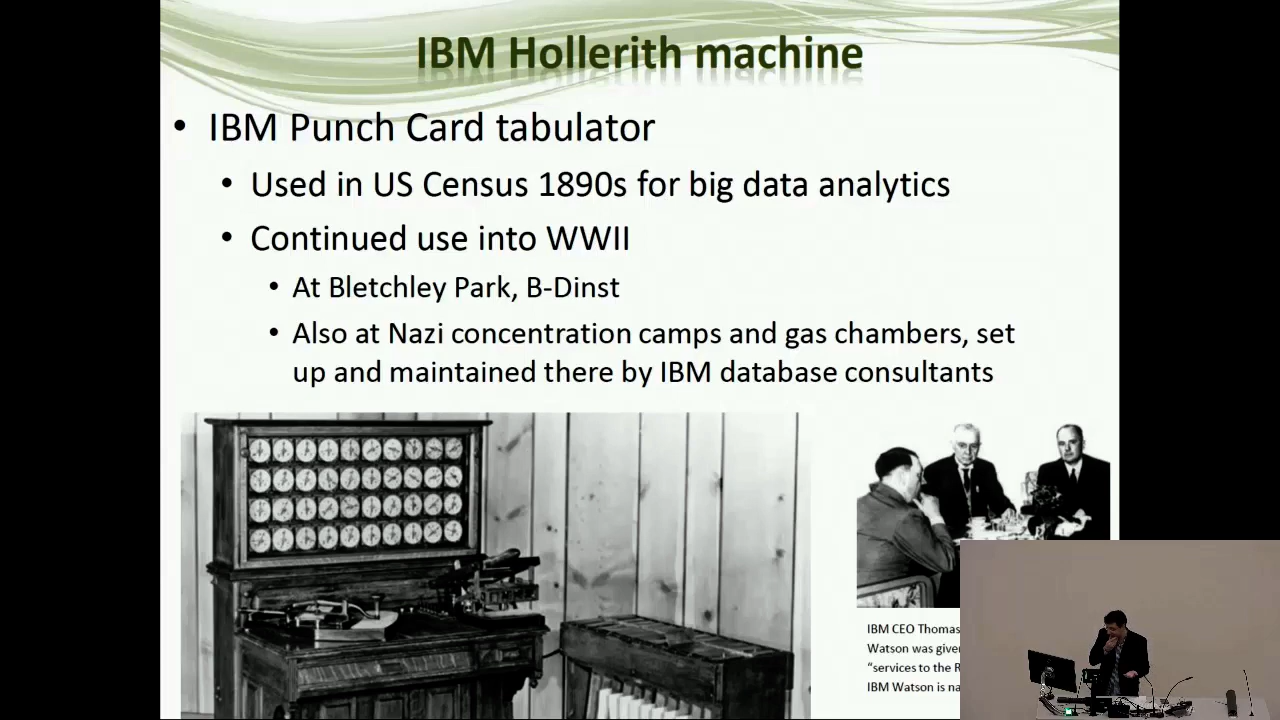 IBM Hollerith machine
• IBM Punch Card tabulator
• Used in US Census 1890s for big data analytics
• Continued use into WWII
• At Bletchley Park, B-Dinst
• Also at Nazi concentration camps and gas chambers, set
up and maintained there by IBM database consultants
IBM CEO Thomas
Watson was given
"services to the R
IBM Watson is na